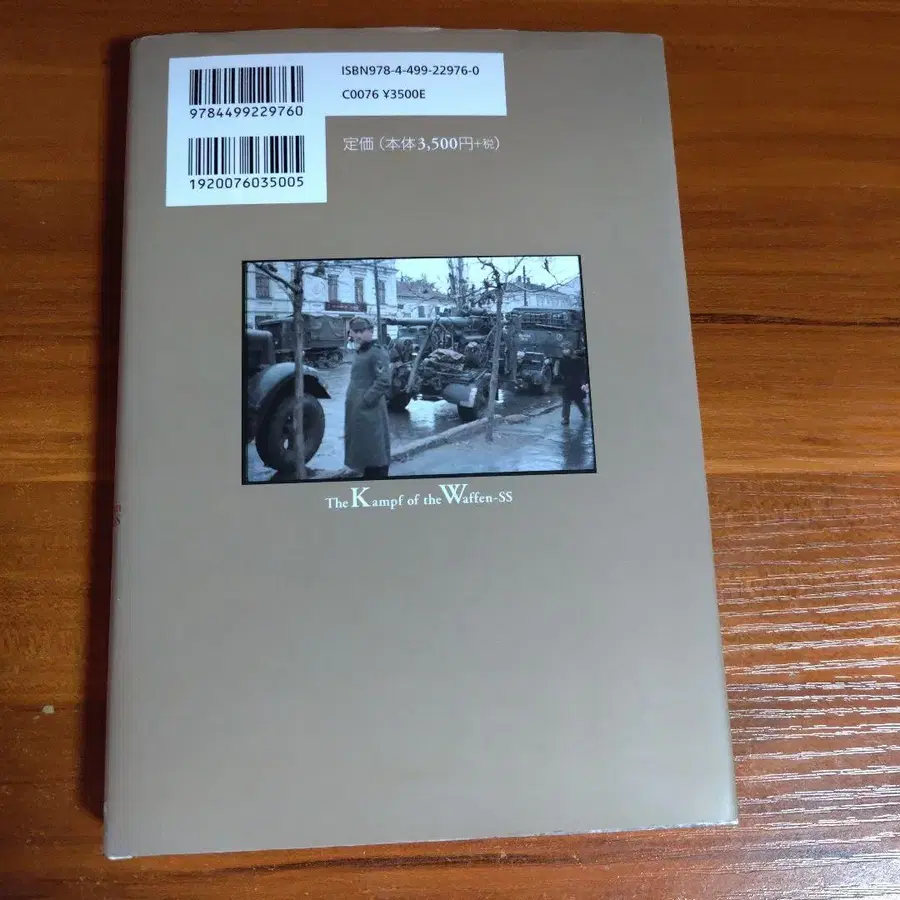 ISBN978-4-499-22976-0
C0076 ¥3500E
9784499229760
1920076035005
定価（本体3,500円+税）
The Kampf of the Waffen-SS